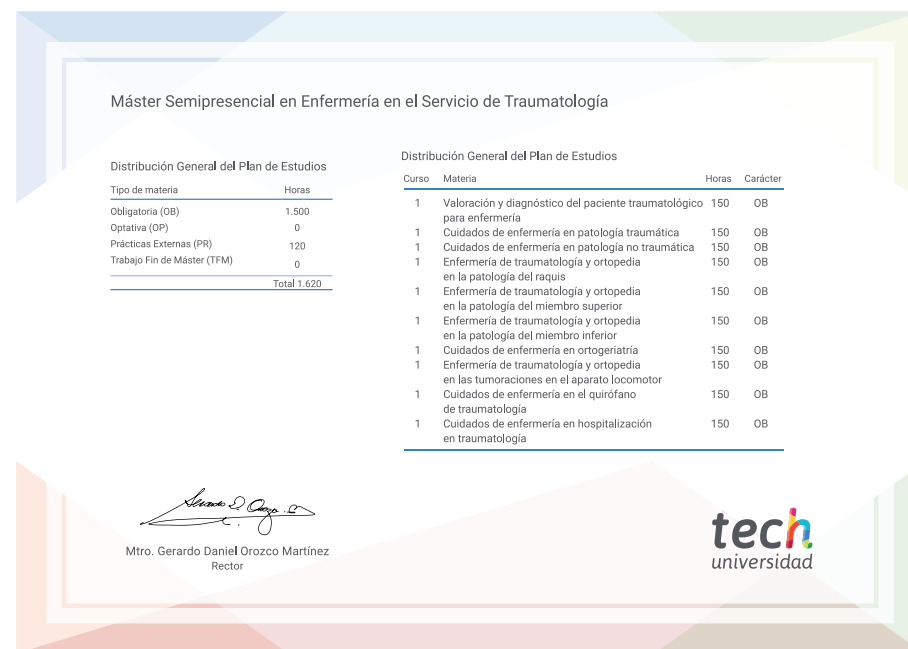 Máster Semipresencial en Enfermería en el Servicio de Traumatología
Distribución General del Plan de Estudios
Tipo de materia Horas
Obligatoria (OB) 1.500
Optativa (OP) 0
Prácticas Externas (PR) 120
Trabajo Fin de Máster (TFM) 0
Total 1.620
Distribución General del Plan de Estudios
Curso Materia Horas Carácter
1 Valoración y diagnóstico del paciente traumatológico 150 OB
para enfermería
1 Cuidados de enfermería en patología traumática 150 OB
1 Cuidados de enfermería en patología no traumática 150 OB
1 Enfermería de traumatología y ortopedia 150 OB
en la patología del raquis
1 Enfermería de traumatología y ortopedia 150 OB
en la patología del miembro superior
1 Enfermería de traumatología y ortopedia 150 OB
en la patología del miembro inferior
1 Cuidados de enfermería en ortogeriatría 150 OB
1 Enfermería de traumatología y ortopedia 150 OB
en las tumoraciones en el aparato locomotor
1 Cuidados de enfermería en el quirófano 150 OB
de traumatología
1 Cuidados de enfermería en hospitalización 150 OB
en traumatología
Mtro. Gerardo Daniel Orozco Martínez
Rector
tech
universidad